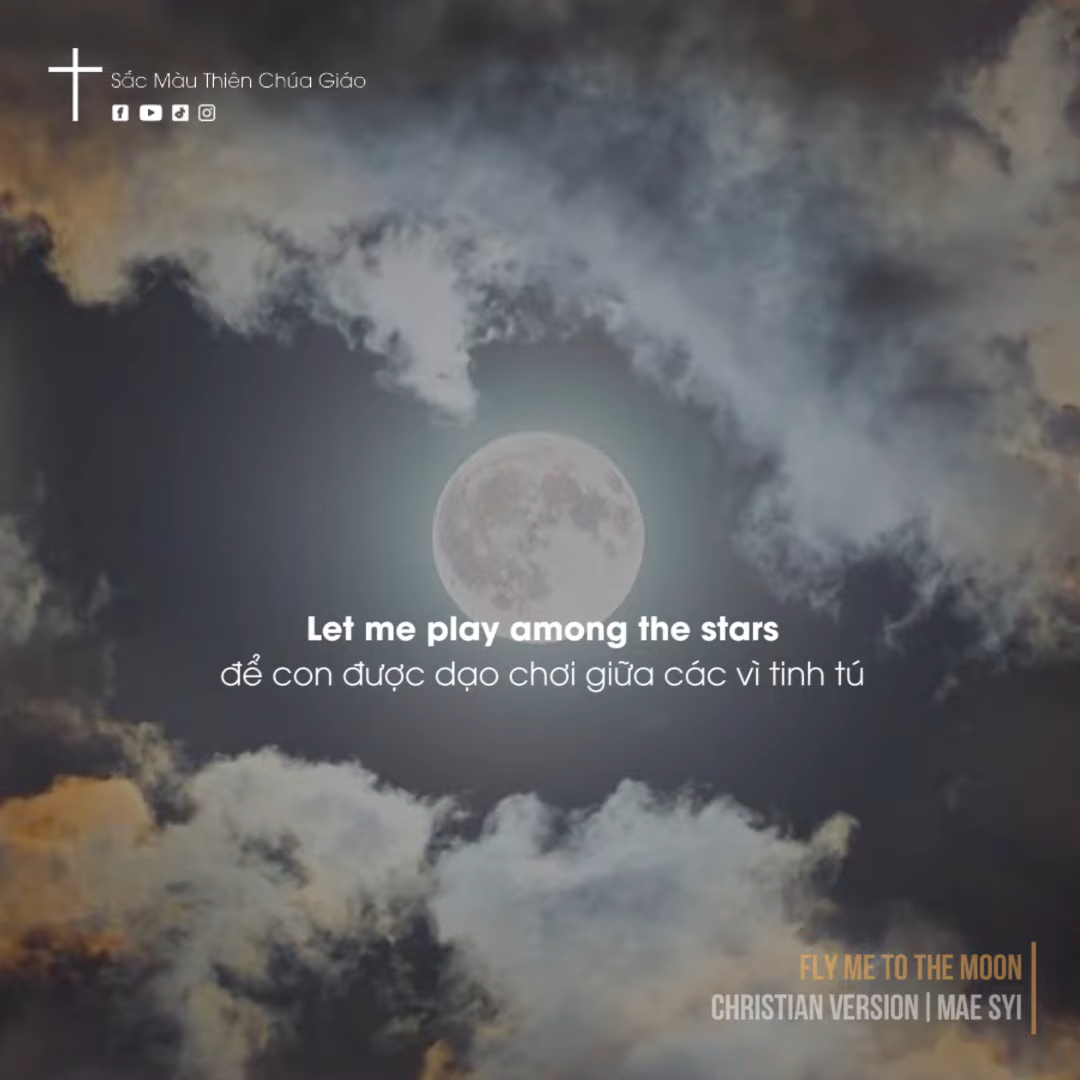 Sắc Màu Thiên Chúa Giáo
Let me play among the stars
để con được dạo chơi giữa các vì tinh tú
FLY ME TO THE MOON
CHRISTIAN VERSION | MAE SYI